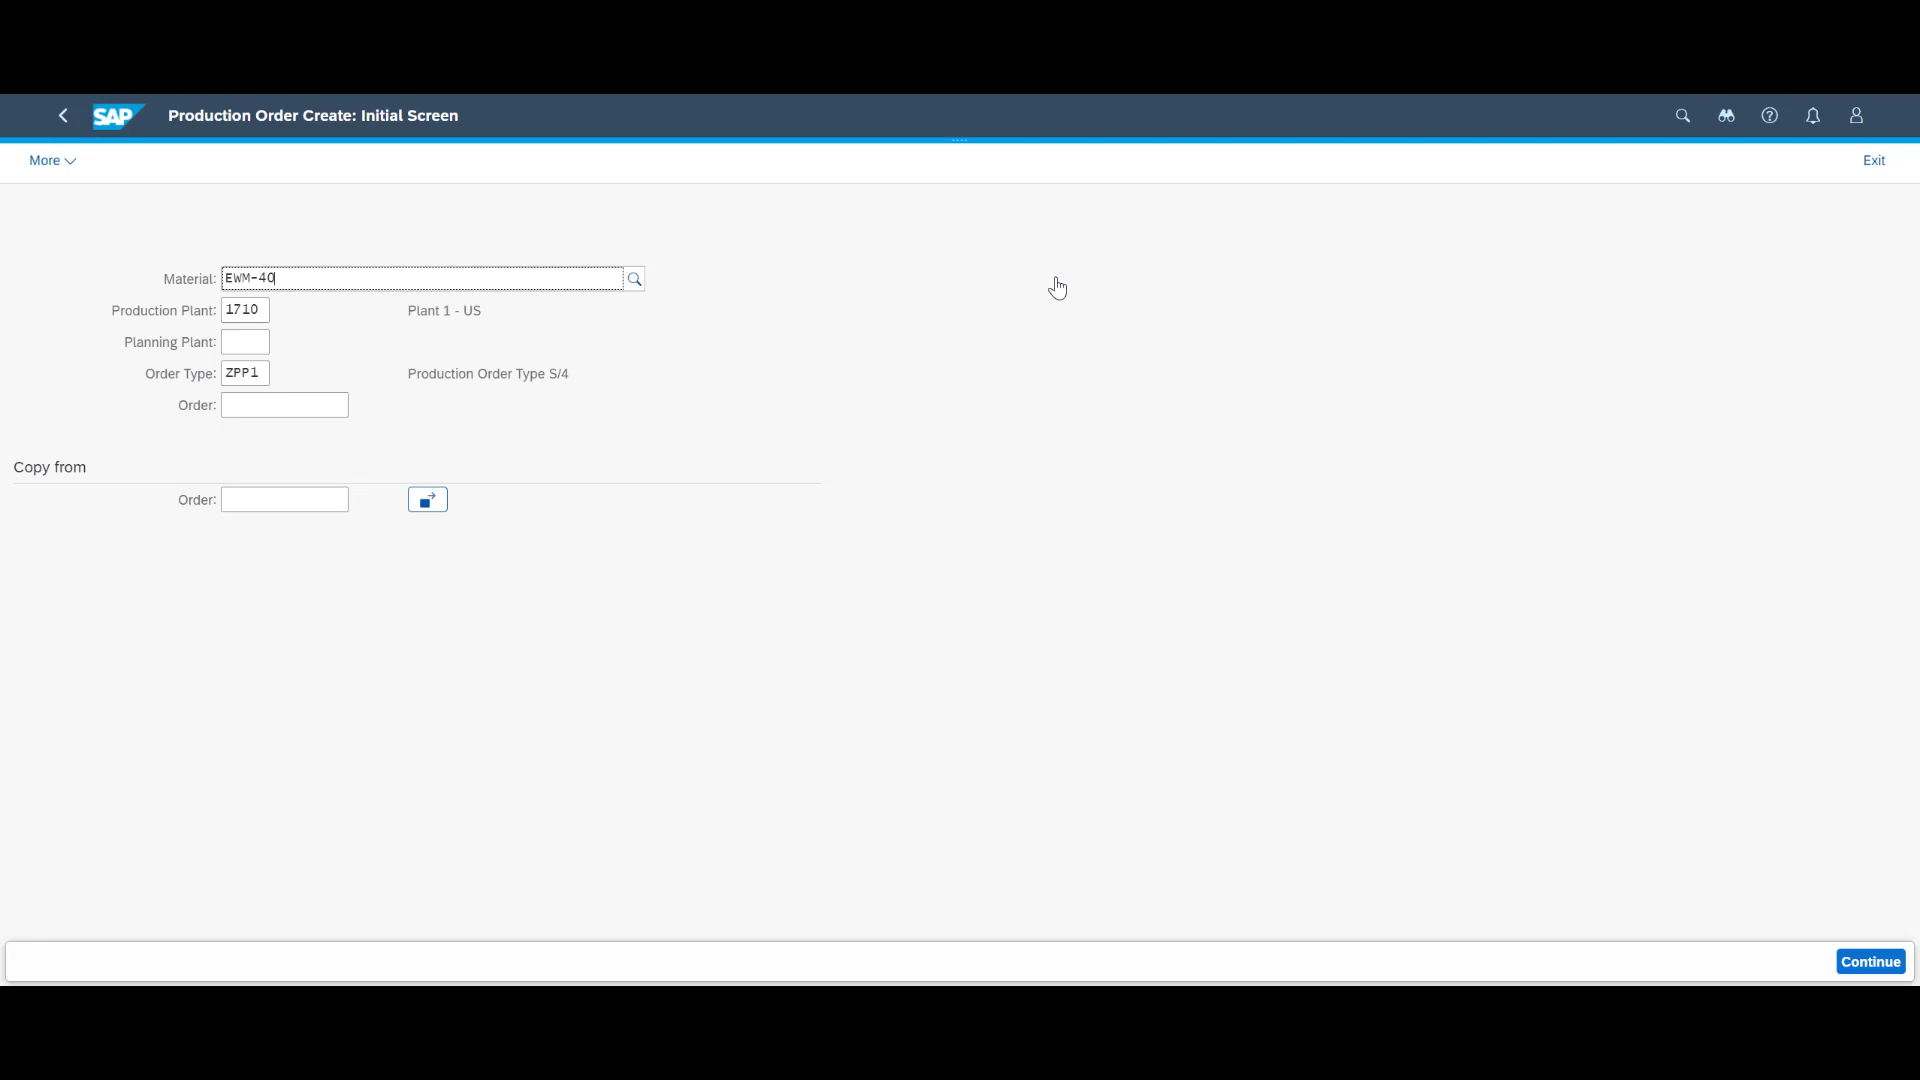 SAP Production Order Create: Initial Screen
More Exit
Material: EWM-40
Production Plant: 1710 Plant 1 - US
Planning Plant:
Order Type: ZPP1 Production Order Type S/4
Order:
Copy from
Order:
Continue